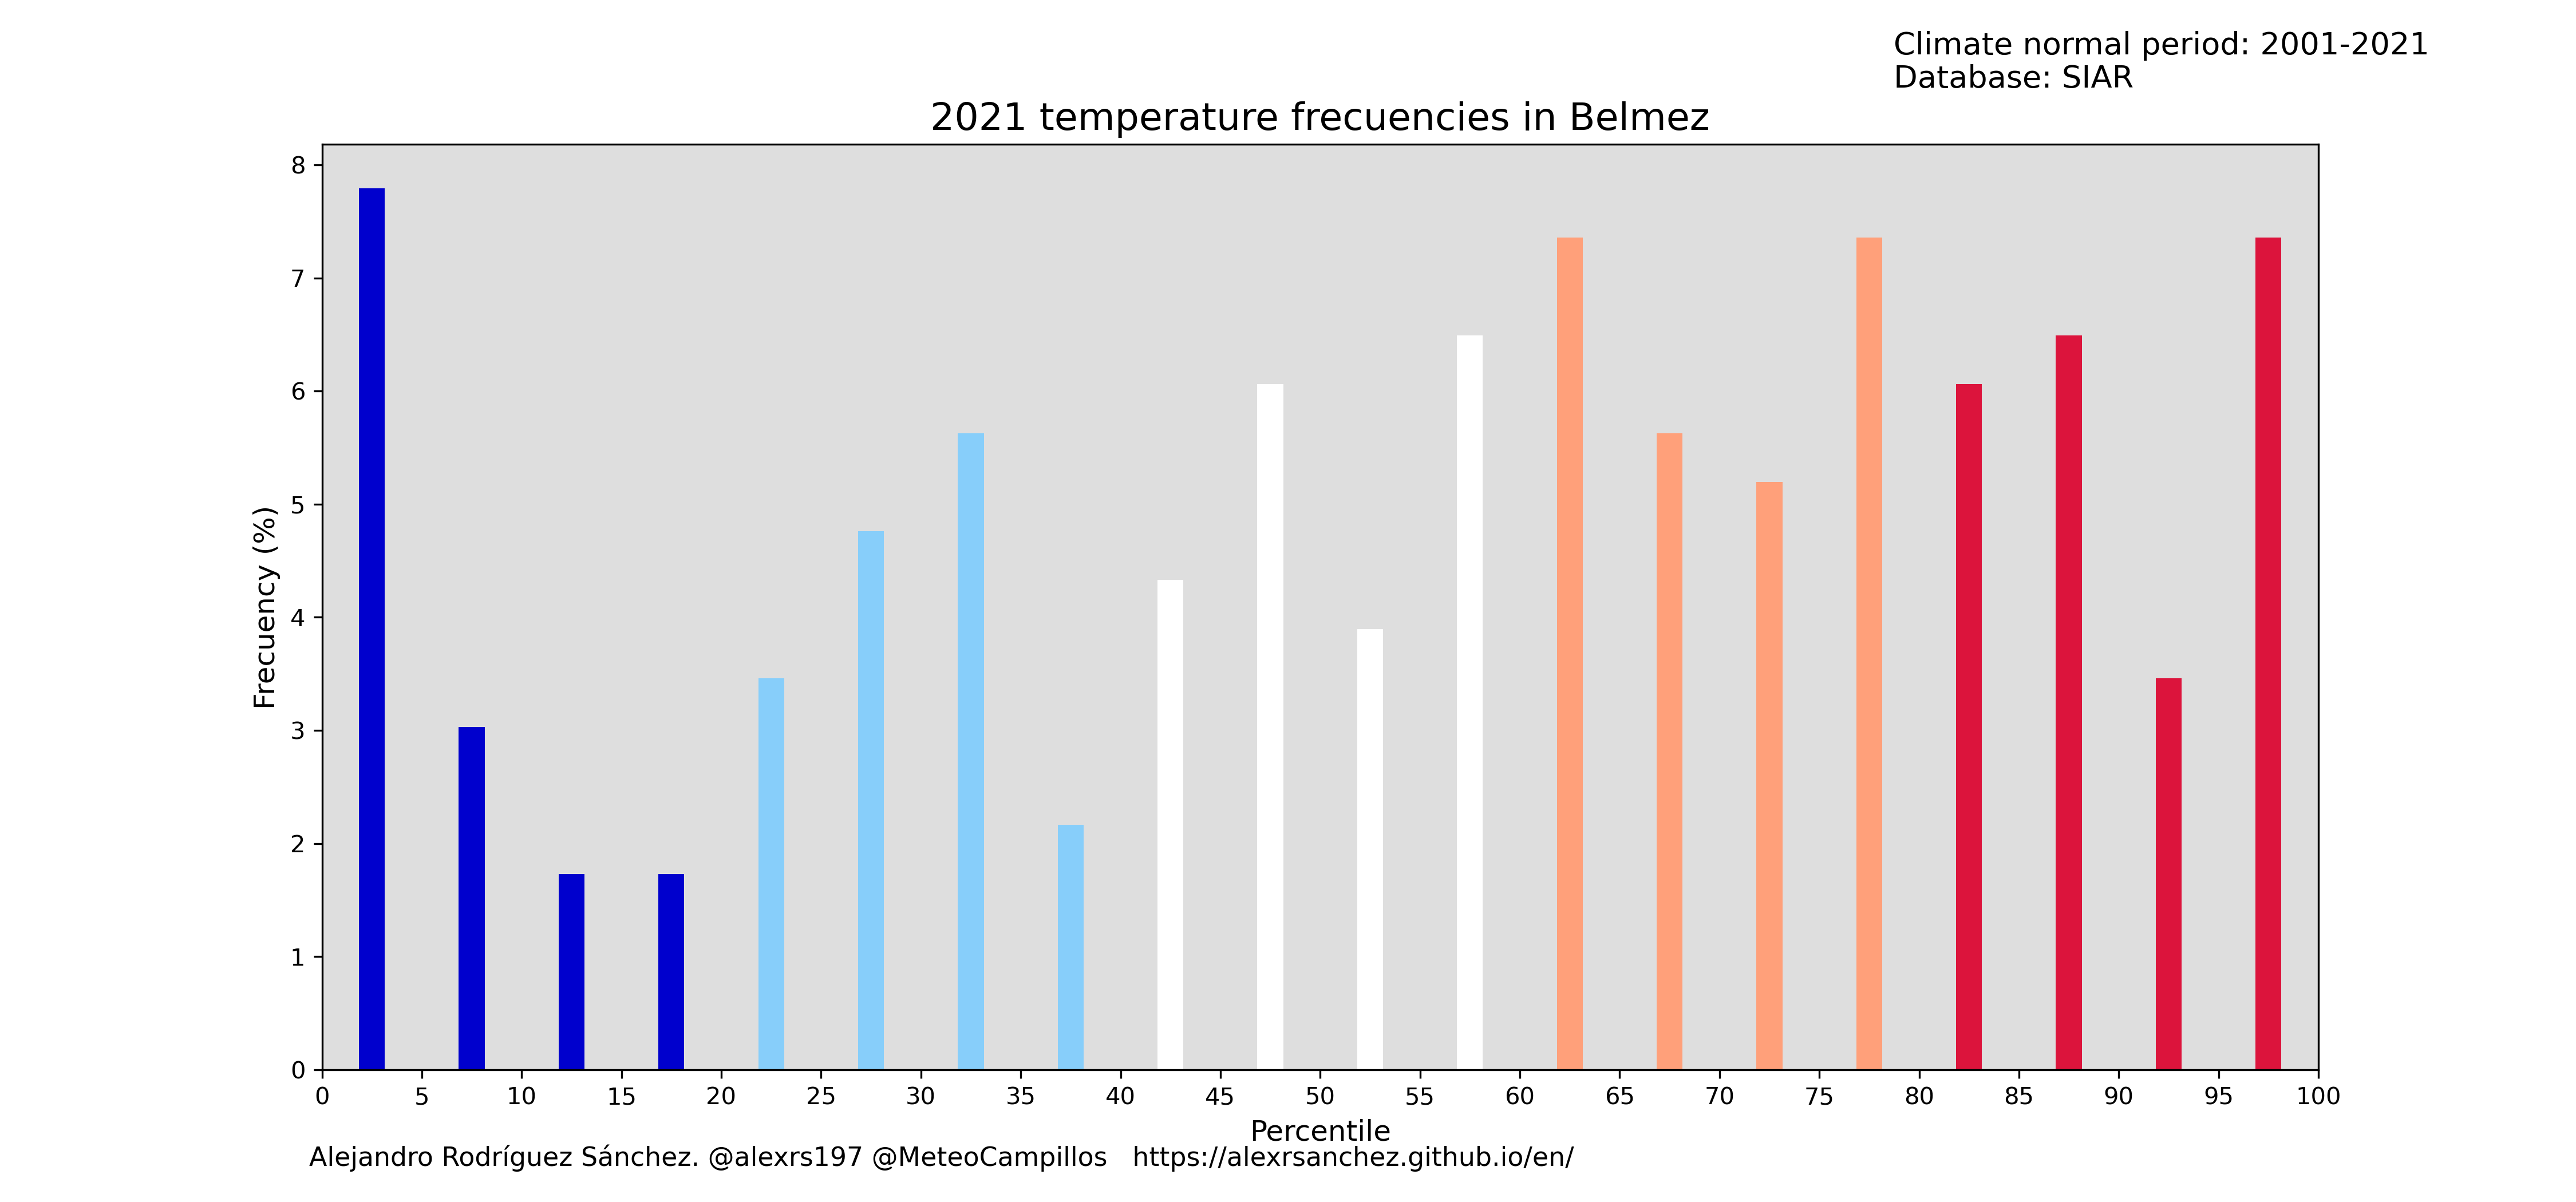 Climate normal period: 2001-2021
Database: SIAR
2021 temperature frecuencies in Belmez
8
7
6
5
4
3
2
1
0
Frecuency (%)
0 5 10 15 20 25 30 35 40 45 50 55 60 65 70 75 80 85 90 95 100
Percentile
Alejandro Rodríguez Sánchez. @alexrs197 @MeteoCampillos https://alexrsanchez.github.io/en/